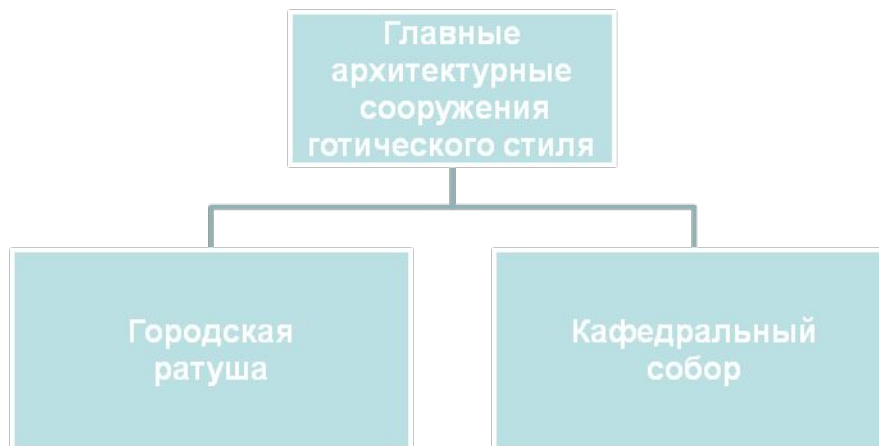 Главные
архитектурные
сооружения
готического стиля
Городская
ратуша
Кафедральный
собор